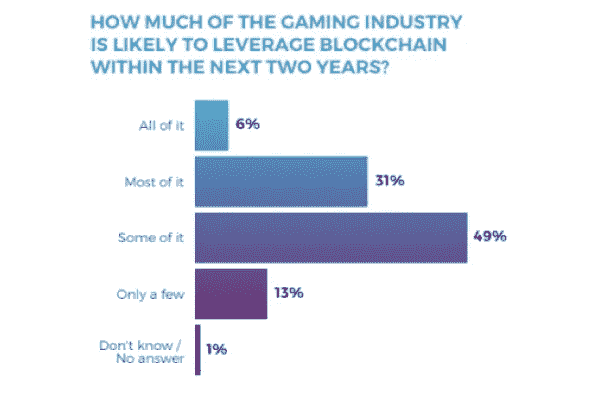 HOW MUCH OF THE GAMING INDUSTRY
IS LIKELY TO LEVERAGE BLOCKCHAIN
WITHIN THE NEXT TWO YEARS?
All of it 6%
Most of it 31%
Some of it 49%
Only a few 13%
Don't know /
No answer 1%